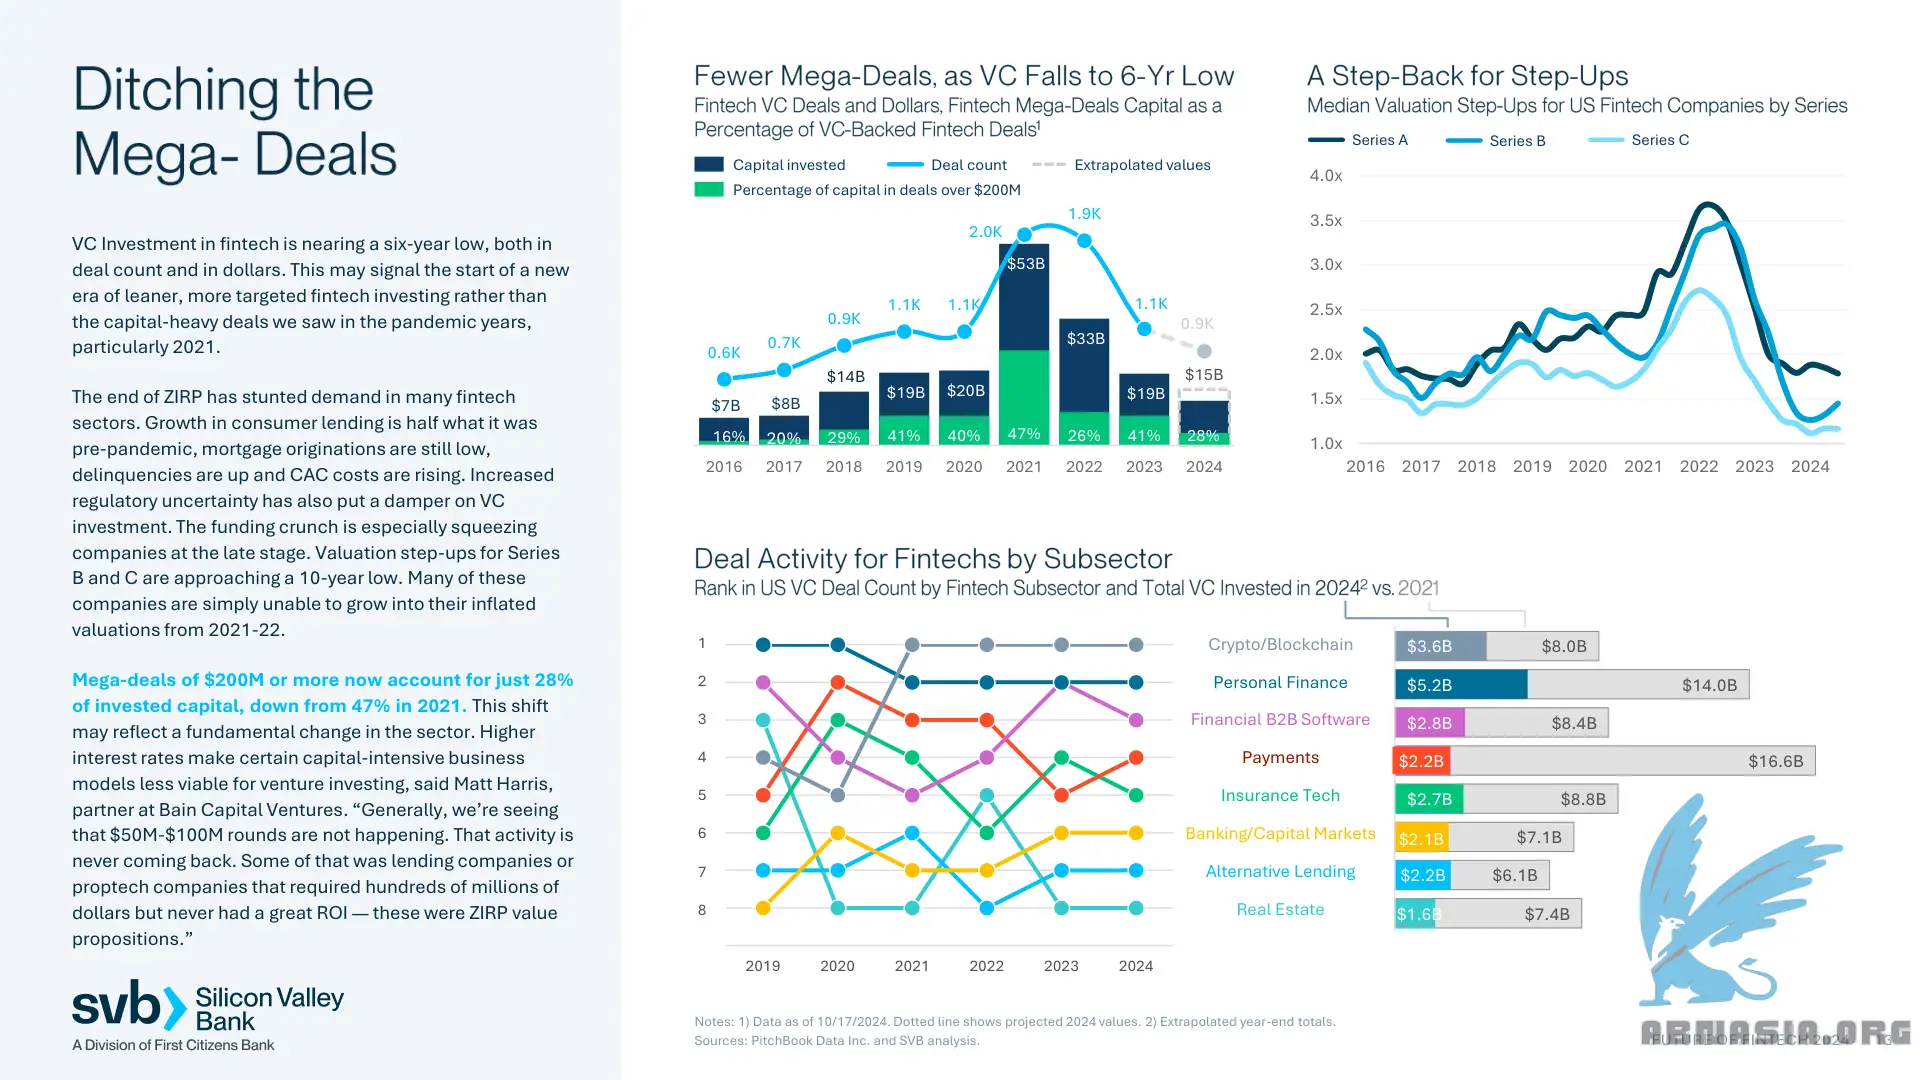 Ditching the
Mega- Deals
VC Investment in fintech is nearing a six-year low, both in
deal count and in dollars. This may signal the start of a new
era of leaner, more targeted fintech investing rather than
the capital-heavy deals we saw in the pandemic years,
particularly 2021.
The end of ZIRP has stunted demand in many fintech
sectors. Growth in consumer lending is half what it was
pre-pandemic, mortgage originations are still low,
delinquencies are up and CAC costs are rising. Increased
regulatory uncertainty has also put a damper on VC
investment. The funding crunch is especially squeezing
companies at the late stage. Valuation step-ups for Series
B and C are approaching a 10-year low. Many of these
companies are simply unable to grow into their inflated
valuations from 2021-22.
Mega-deals of $200M or more now account for just 28%
of invested capital, down from 47% in 2021. This shift
may reflect a fundamental change in the sector. Higher
interest rates make certain capital-intensive business
models less viable for venture investing, said Matt Harris,
partner at Bain Capital Ventures. “Generally, we’re seeing
that $50M-$100M rounds are not happening. That activity is
never coming back. Some of that was lending companies or
proptech companies that required hundreds of millions of
dollars but never had a great ROI — these were ZIRP value
propositions.”
svb Silicon Valley
Bank
A Division of First Citizens Bank
Fewer Mega-Deals, as VC Falls to 6-Yr Low
Fintech VC Deals and Dollars, Fintech Mega-Deals Capital as a
Percentage of VC-Backed Fintech Deals¹
Capital invested Deal count Extrapolated values
Percentage of capital in deals over $200M
0.6K 0.7K 0.9K 1.1K 1.1K 2.0K 1.9K 1.1K 0.9K
$7B $8B $14B $19B $20B $53B $33B $19B $15B
16% 20% 29% 41% 40% 47% 26% 41% 28%
2016 2017 2018 2019 2020 2021 2022 2023 2024
A Step-Back for Step-Ups
Median Valuation Step-Ups for US Fintech Companies by Series
Series A Series B Series C
4.0x
3.5x
3.0x
2.5x
2.0x
1.5x
1.0x
2016 2017 2018 2019 2020 2021 2022 2023 2024
Deal Activity for Fintechs by Subsector
Rank in US VC Deal Count by Fintech Subsector and Total VC Invested in 2024² vs. 2021
1 Crypto/Blockchain $3.6B $8.0B
2 Personal Finance $5.2B $14.0B
3 Financial B2B Software $2.8B $8.4B
4 Payments $2.2B $16.6B
5 Insurance Tech $2.7B $8.8B
6 Banking/Capital Markets $2.1B $7.1B
7 Alternative Lending $2.2B $6.1B
8 Real Estate $1.6B $7.4B
2019 2020 2021 2022 2023 2024
Notes: 1) Data as of 10/17/2024. Dotted line shows projected 2024 values. 2) Extrapolated year-end totals.
Sources: PitchBook Data Inc. and SVB analysis.
FUTURE OF FINTECH 2024 13
ARMASIA.ORG